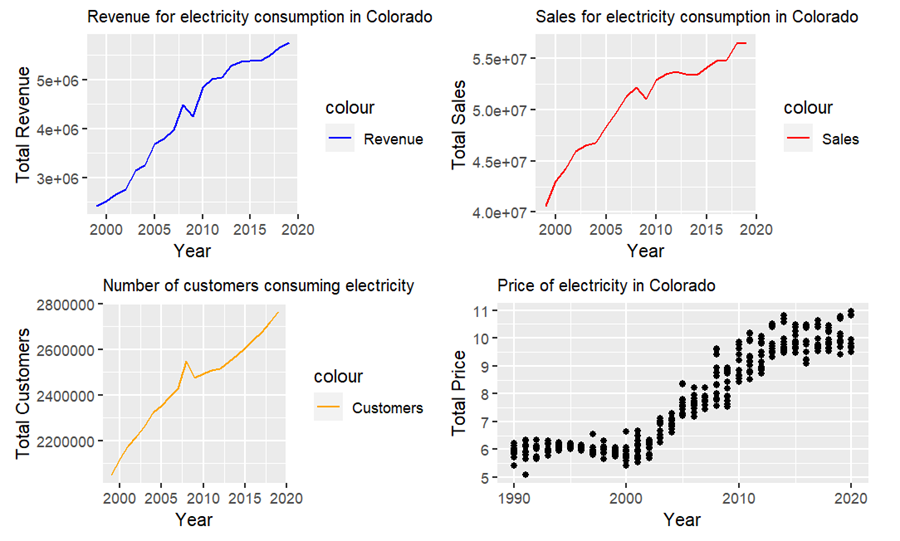 Revenue for electricity consumption in Colorado
Total Revenue
5e+06
4e+06
3e+06
2000 2005 2010 2015 2020
Year
colour
Revenue
Sales for electricity consumption in Colorado
Total Sales
5.5e+07
5.0e+07
4.5e+07
4.0e+07
2000 2005 2010 2015 2020
Year
colour
Sales
Number of customers consuming electricity
Total Customers
2800000
2600000
2400000
2200000
2000 2005 2010 2015 2020
Year
colour
Customers
Price of electricity in Colorado
Total Price
11
10
9
8
7
6
5
1990 2000 2010 2020
Year